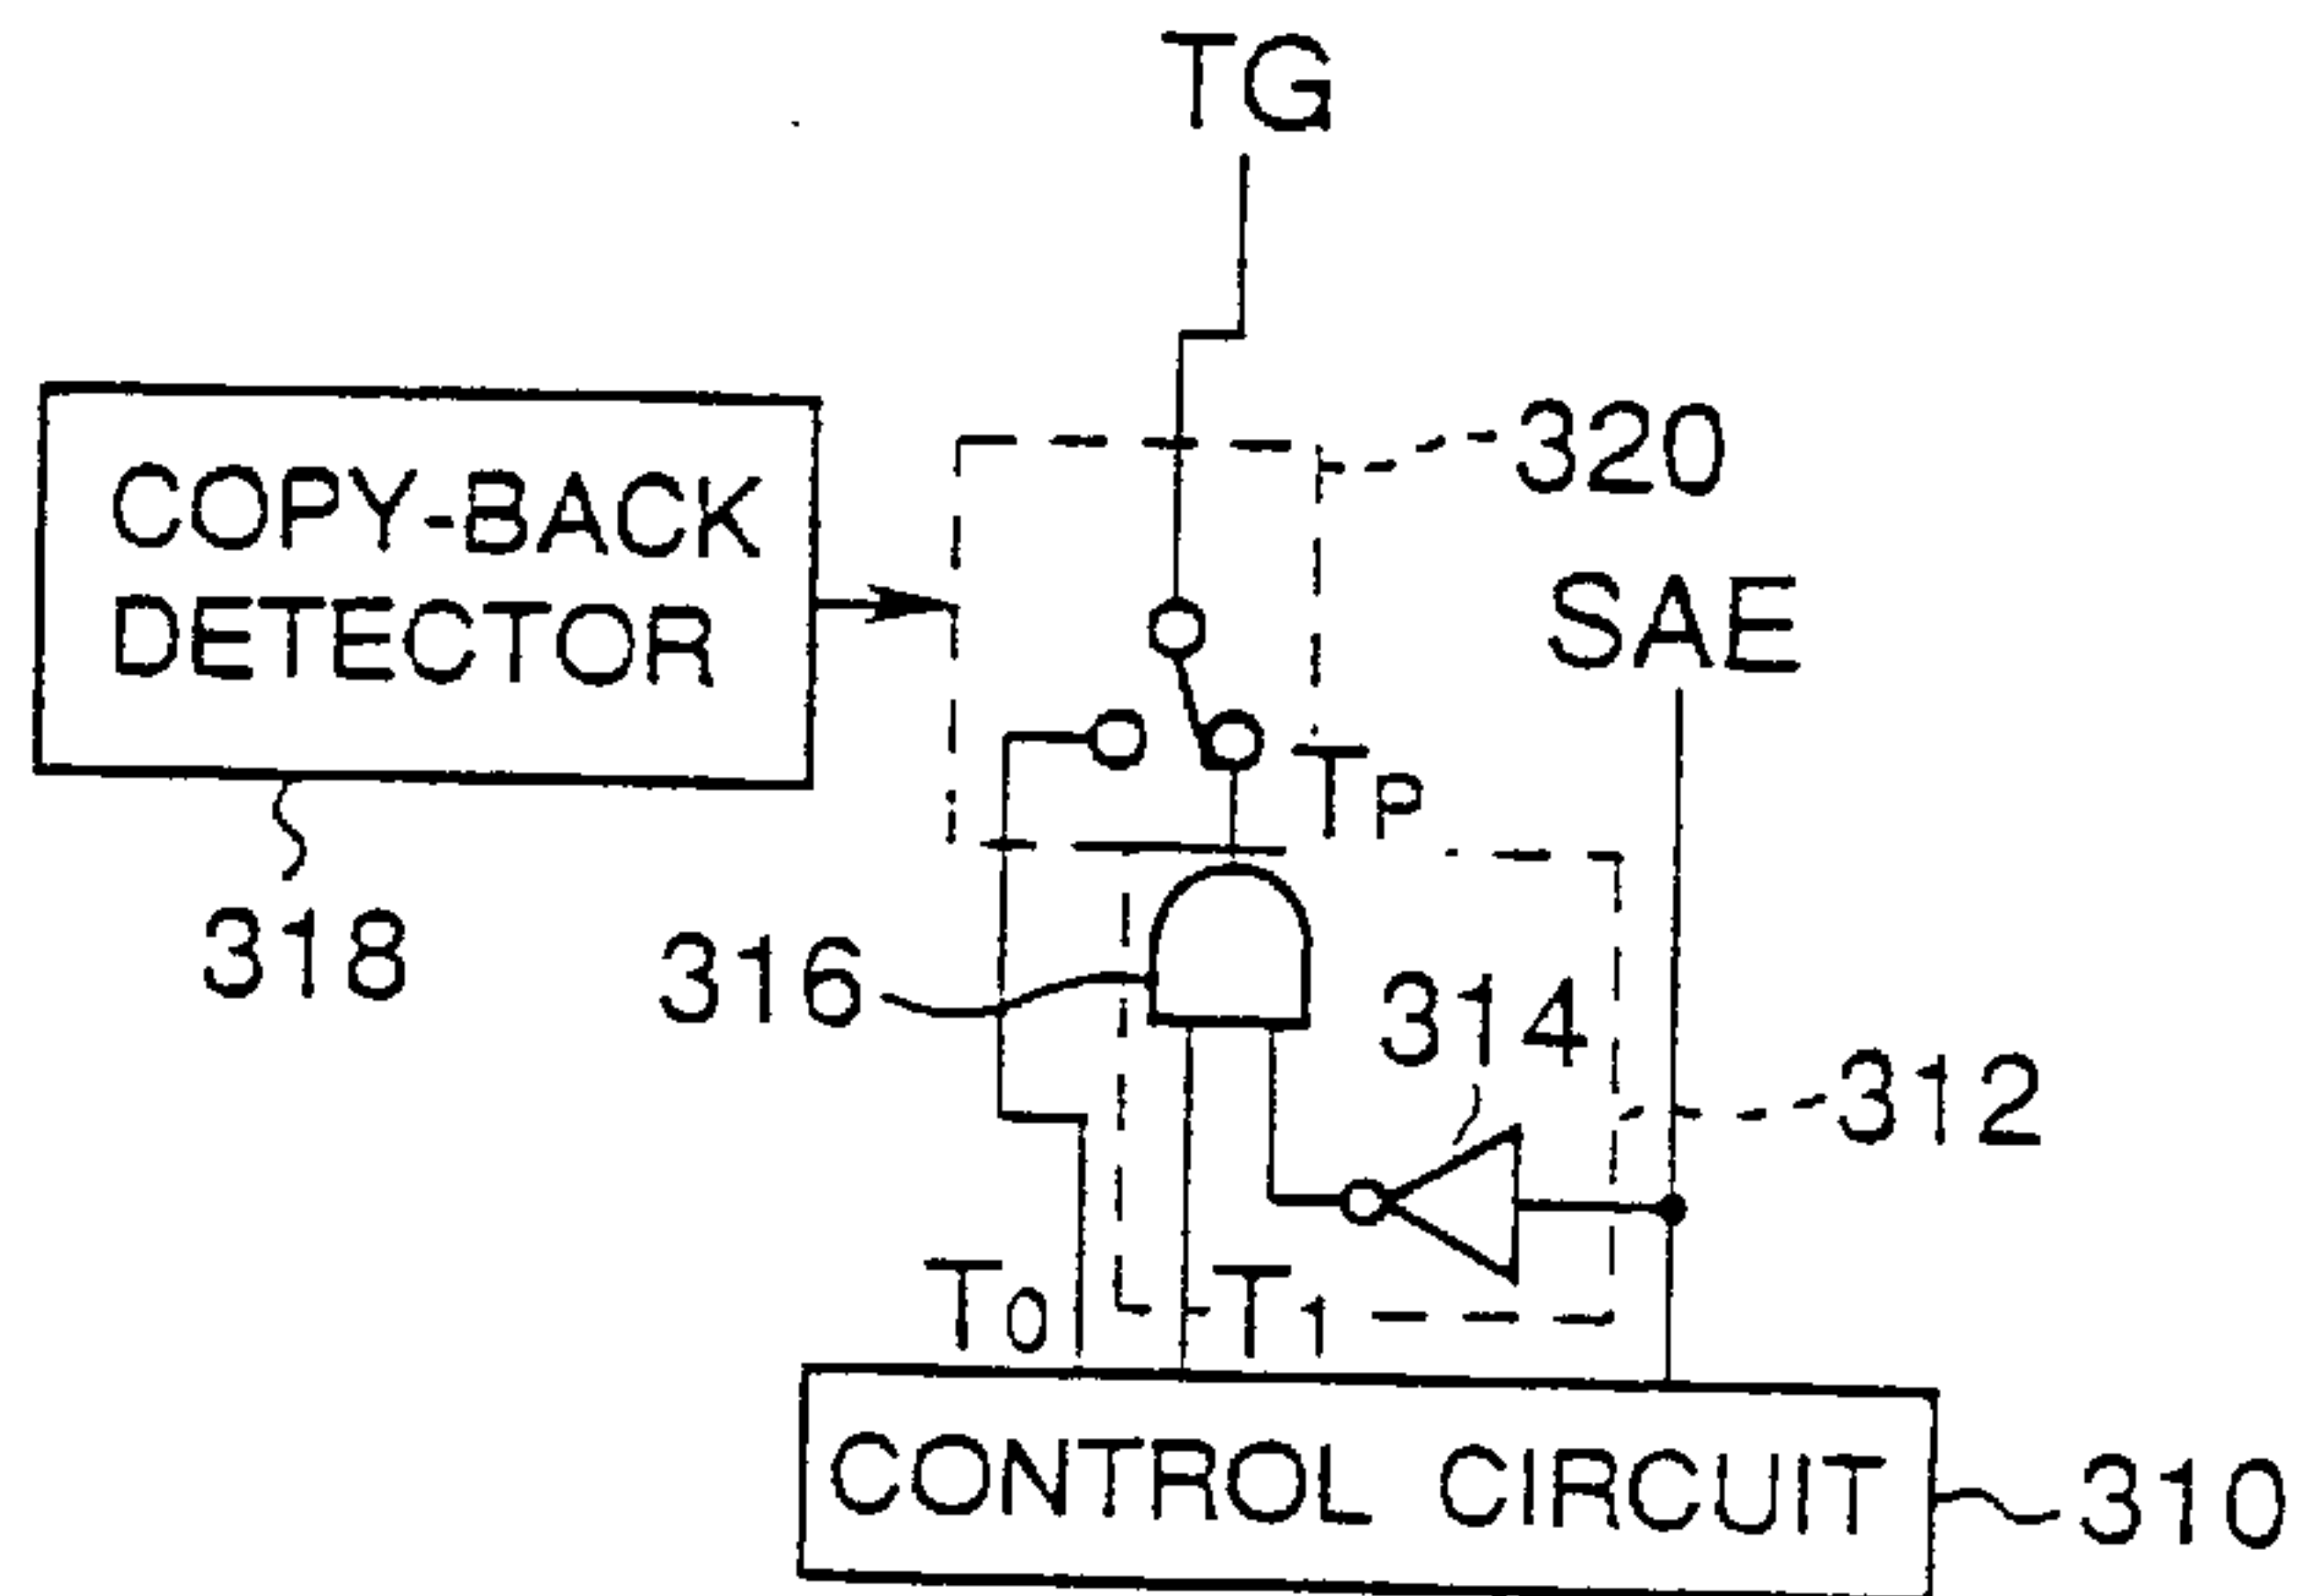 TG
320
COPY-BACK
DETECTOR
SAE
TP
318
316
314
312
T0
T1
CONTROL CIRCUIT
310